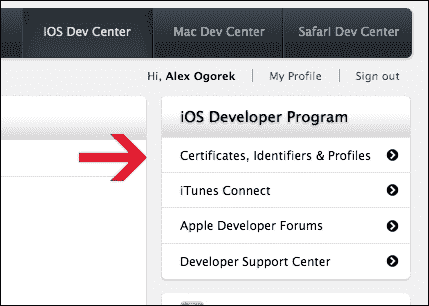 iOS Dev Center Mac Dev Center Safari Dev Center
Hi, Alex Ogorek My Profile Sign out
iOS Developer Program
Certificates, Identifiers & Profiles
iTunes Connect
Apple Developer Forums
Developer Support Center